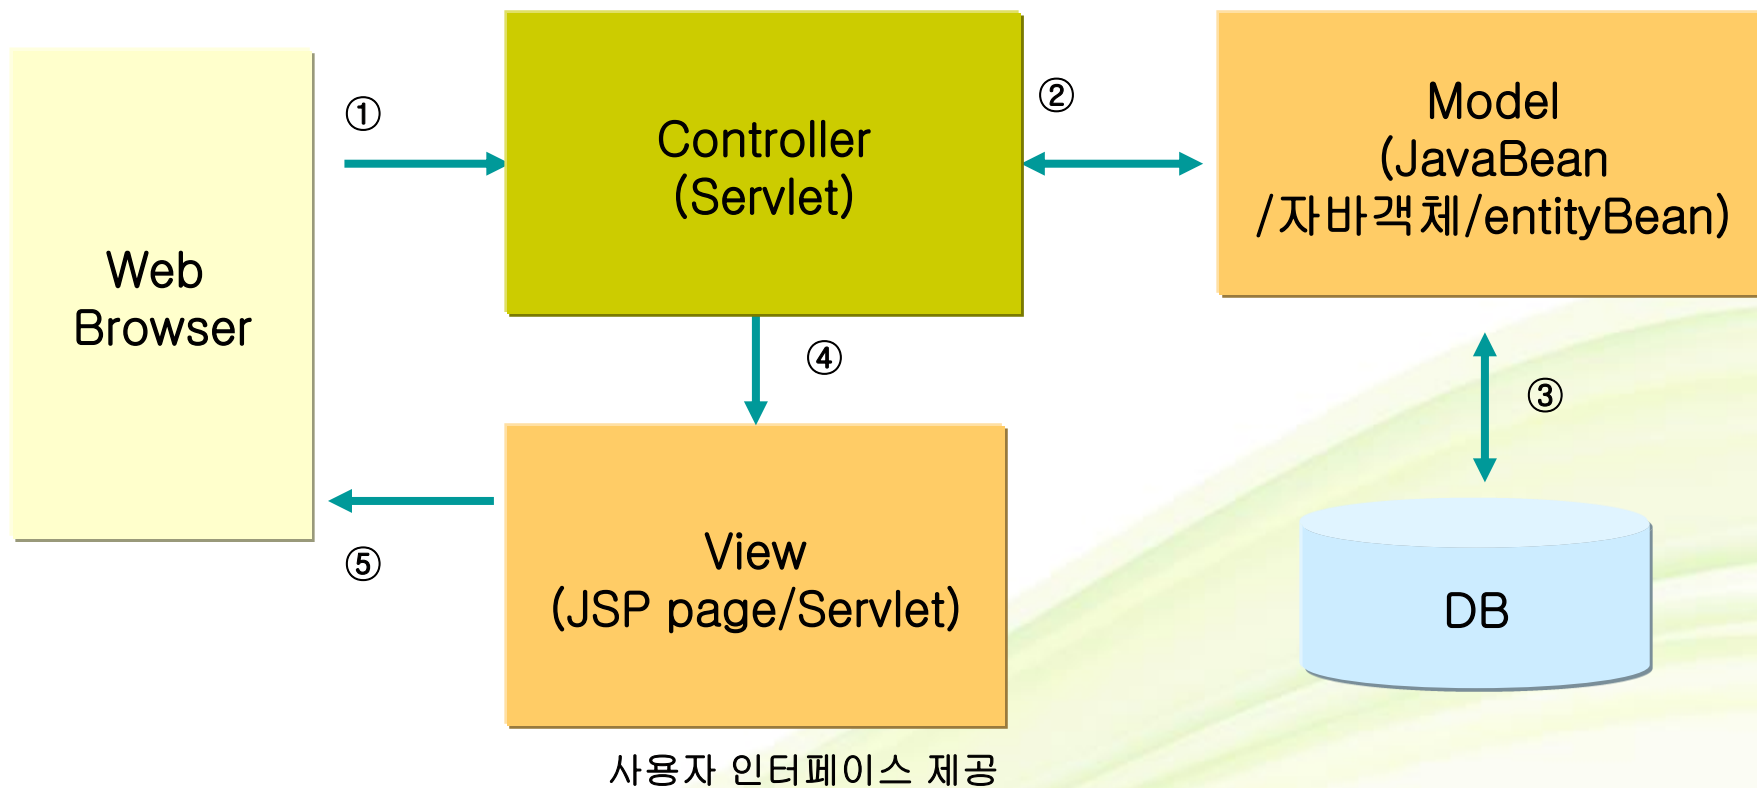 Web
Browser
①
Controller
(Servlet)
②
Model
(JavaBean
/자바객체/entityBean)
③
DB
④
View
(JSP page/Servlet)
⑤
사용자 인터페이스 제공